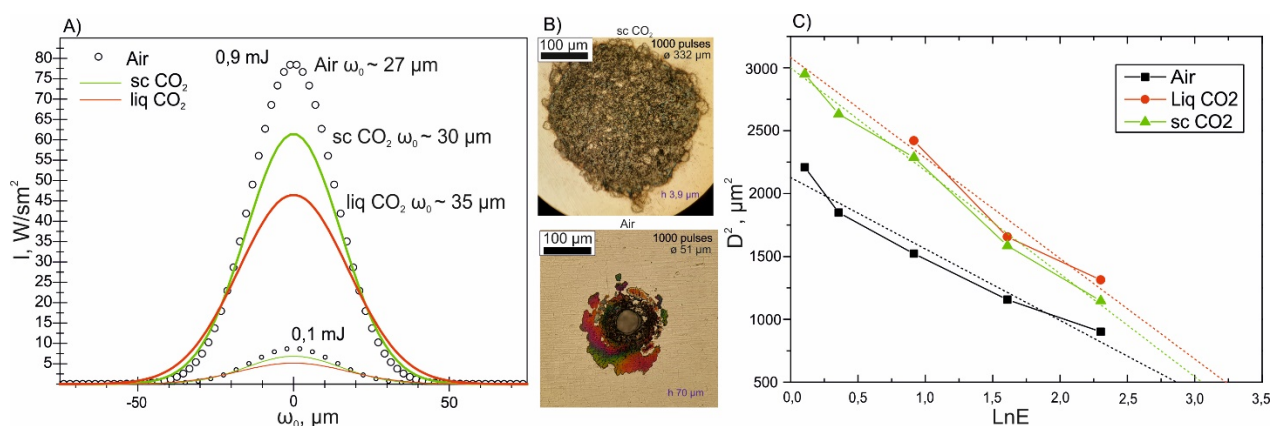 A)
0,9 mJ
Air
sc CO₂
liq CO₂
Air ω₀ ~ 27 µm
sc CO₂ ω₀ ~ 30 µm
liq CO₂ ω₀ ~ 35 µm
0,1 mJ
I, W/sm²
80
75
70
65
60
55
50
45
40
35
30
25
20
15
10
5
-50
0
50
ω₀, µm
B)
sc CO₂
100 µm
1000 pulses
ø 332 µm
h 3,9 µm
Air
100 µm
1000 pulses
ø 51 µm
h 70 µm
C)
Air
Liq CO2
sc CO2
D², µm²
3000
2500
2000
1500
1000
500
0,0
0,5
1,0
1,5
2,0
2,5
3,0
3,5
LnE